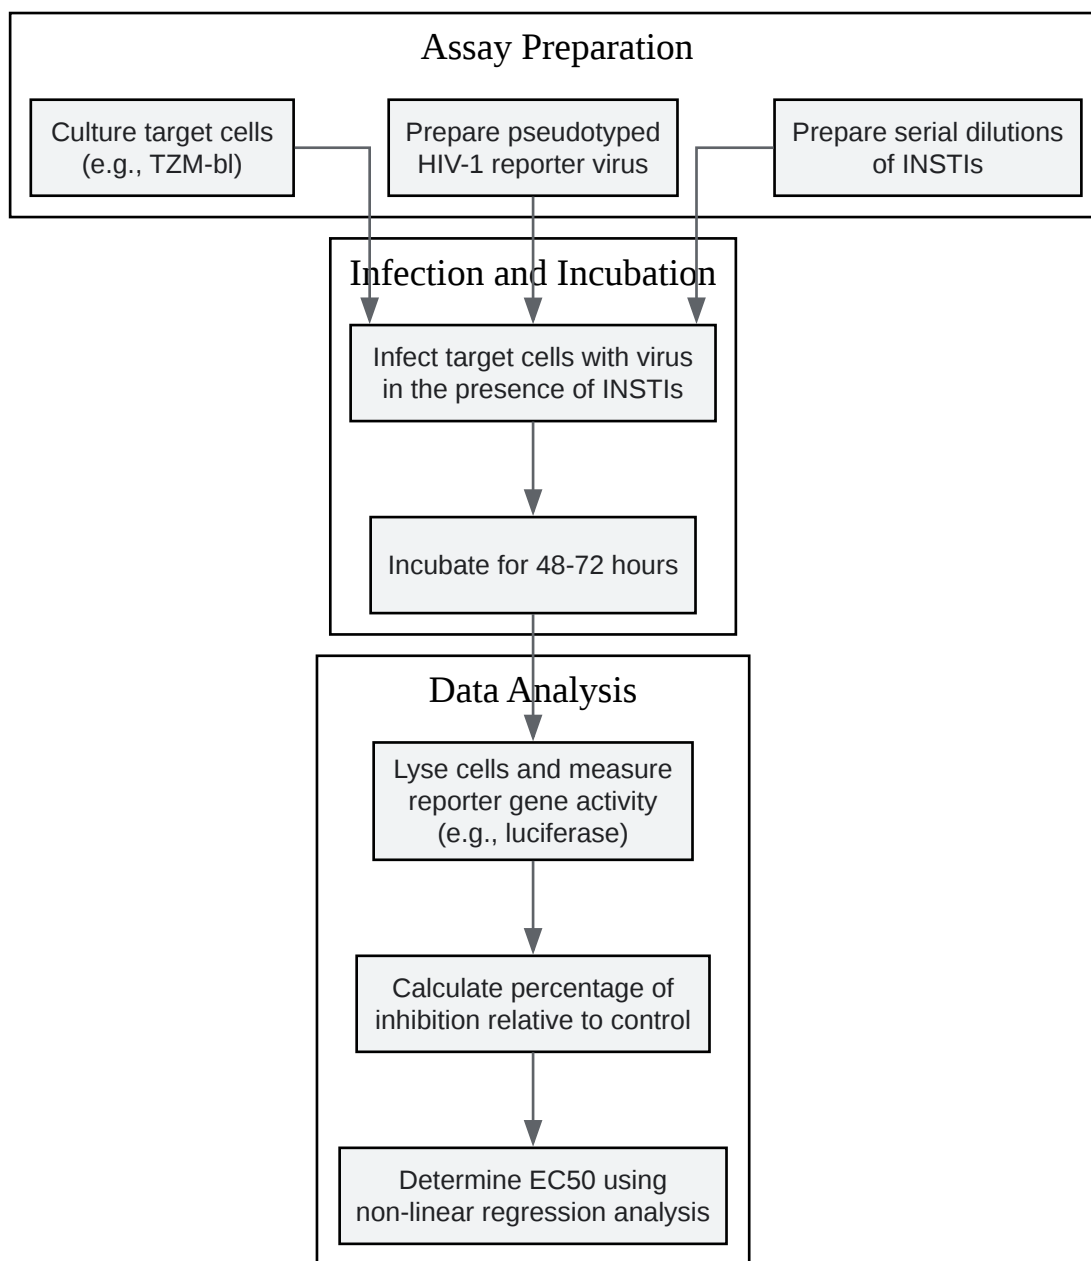 Assay Preparation
Culture target cells
(e.g., TZM-bl)
Prepare pseudotyped
HIV-1 reporter virus
Prepare serial dilutions
of INSTIs
Infection and Incubation
Infect target cells with virus
in the presence of INSTIs
Incubate for 48-72 hours
Data Analysis
Lyse cells and measure
reporter gene activity
(e.g., luciferase)
Calculate percentage of
inhibition relative to control
Determine EC50 using
non-linear regression analysis